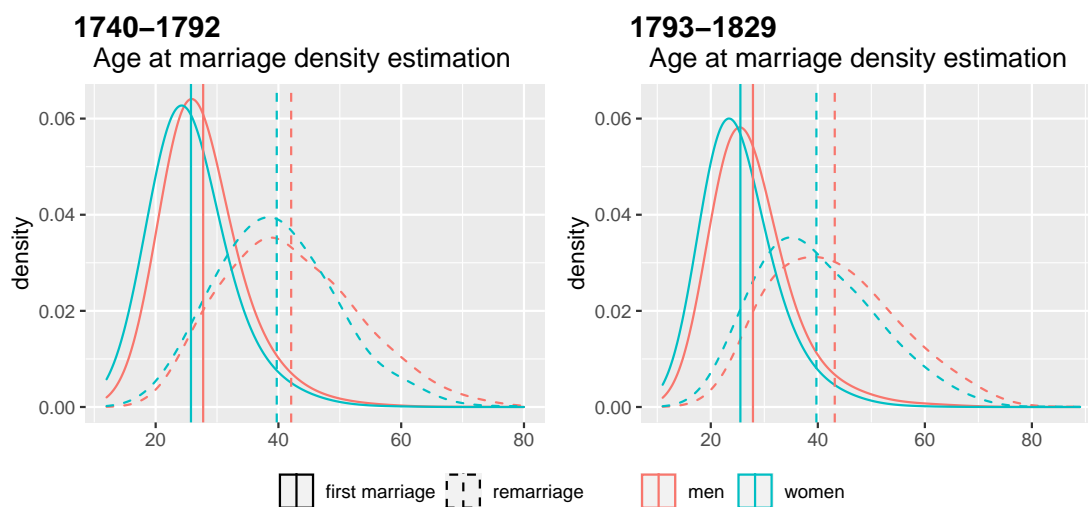 1740–1792
Age at marriage density estimation
density
0.06
0.04
0.02
0.00
20
40
60
80
1793–1829
Age at marriage density estimation
density
0.06
0.04
0.02
0.00
20
40
60
80
first marriage
remarriage
men
women